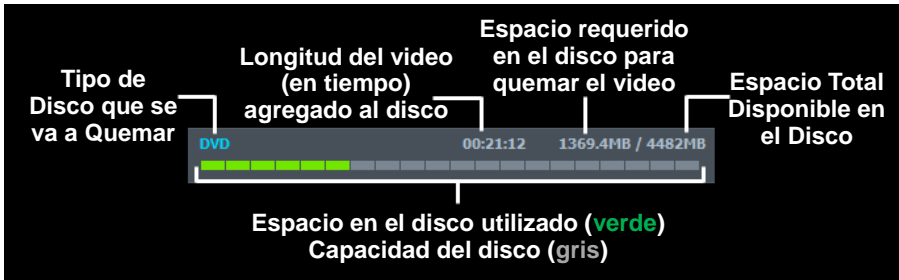 Tipo de
Disco que se
va a Quemar
Longitud del video
(en tiempo)
agregado al disco
Espacio requerido
en el disco para
quemar el video
Espacio Total
Disponible en
el Disco
DVD 00:21:12 1369.4MB / 4482MB
Espacio en el disco utilizado (verde)
Capacidad del disco (gris)